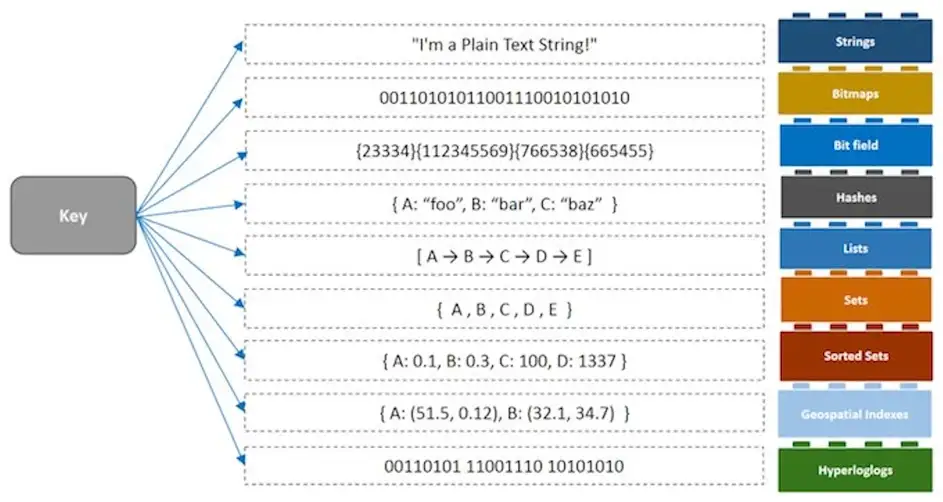 "I'm a Plain Text String!" Strings
00110101011001110010101010 Bitmaps
{23334}{112345569}{766538}{665455} Bit field
Key
{ A: “foo”, B: “bar”, C: “baz” } Hashes
[ A → B → C → D → E ] Lists
{ A , B , C , D , E } Sets
{ A: 0.1, B: 0.3, C: 100, D: 1337 } Sorted Sets
{ A: (51.5, 0.12), B: (32.1, 34.7) } Geospatial Indexes
00110101 11001110 10101010 Hyperloglogs